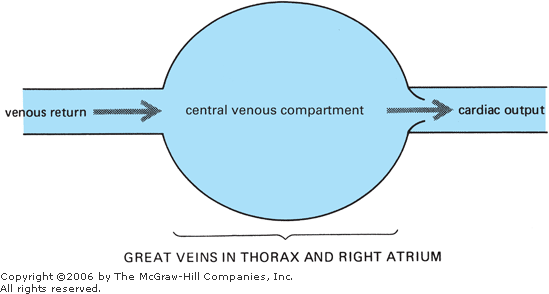 venous return
central venous compartment
cardiac output
GREAT VEINS IN THORAX AND RIGHT ATRIUM
Copyright ©2006 by The McGraw-Hill Companies, Inc.
All rights reserved.